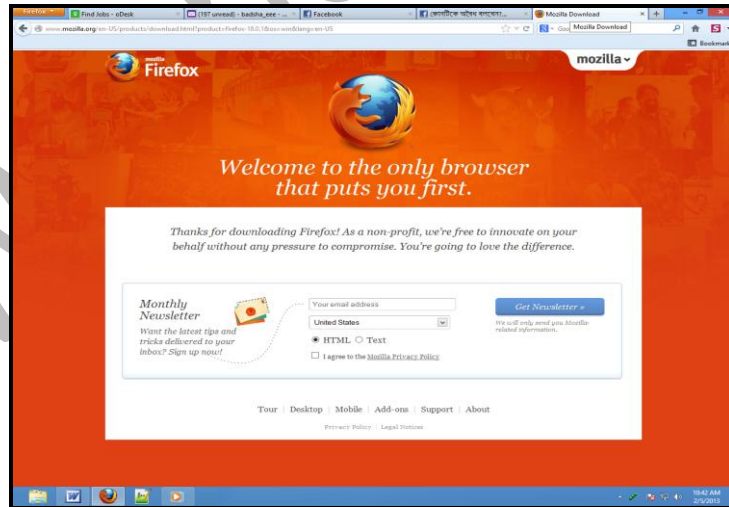 Firefox
Find Jobs - oDesk
(197 unread) - badsha_eee - ...
Facebook
Mozilla Download
www.mozilla.org/en-US/products/download.html?product=firefox-18.0.1&os=win&lang=en-US
Mozilla Download
Bookmark
mozilla
Firefox
mozilla
Welcome to the only browser
that puts you first.
Thanks for downloading Firefox! As a non-profit, we're free to innovate on your
behalf without any pressure to compromise. You're going to love the difference.
Monthly
Newsletter
Want the latest tips and
tricks delivered to your
inbox? Sign up now!
Your email address
United States
HTML Text
I agree to the Mozilla Privacy Policy
Get Newsletter »
We will only send you Mozilla-
related information.
Tour | Desktop | Mobile | Add-ons | Support | About
Privacy Policy | Legal Notices
10:42 AM
2/5/2013